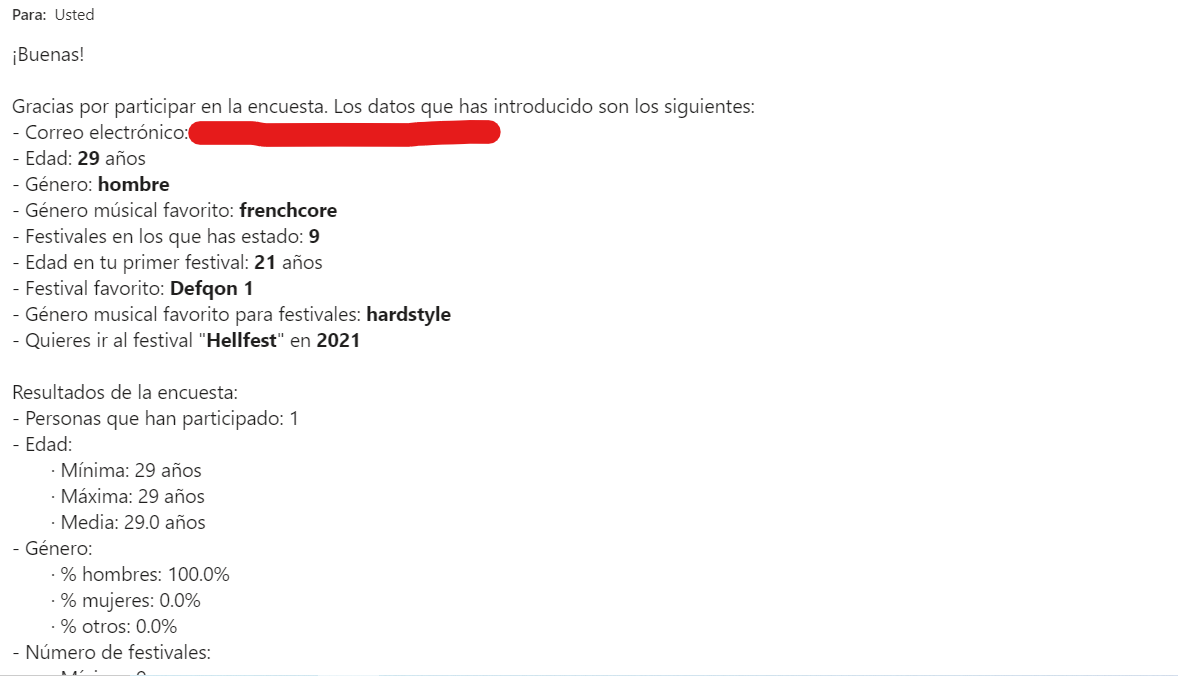 Para: Usted
¡Buenas!
Gracias por participar en la encuesta. Los datos que has introducido son los siguientes:
- Correo electrónico:
- Edad: 29 años
- Género: hombre
- Género músical favorito: frenchcore
- Festivales en los que has estado: 9
- Edad en tu primer festival: 21 años
- Festival favorito: Defqon 1
- Género musical favorito para festivales: hardstyle
- Quieres ir al festival "Hellfest" en 2021
Resultados de la encuesta:
- Personas que han participado: 1
- Edad:
· Mínima: 29 años
· Máxima: 29 años
· Media: 29.0 años
- Género:
· % hombres: 100.0%
· % mujeres: 0.0%
· % otros: 0.0%
- Número de festivales: